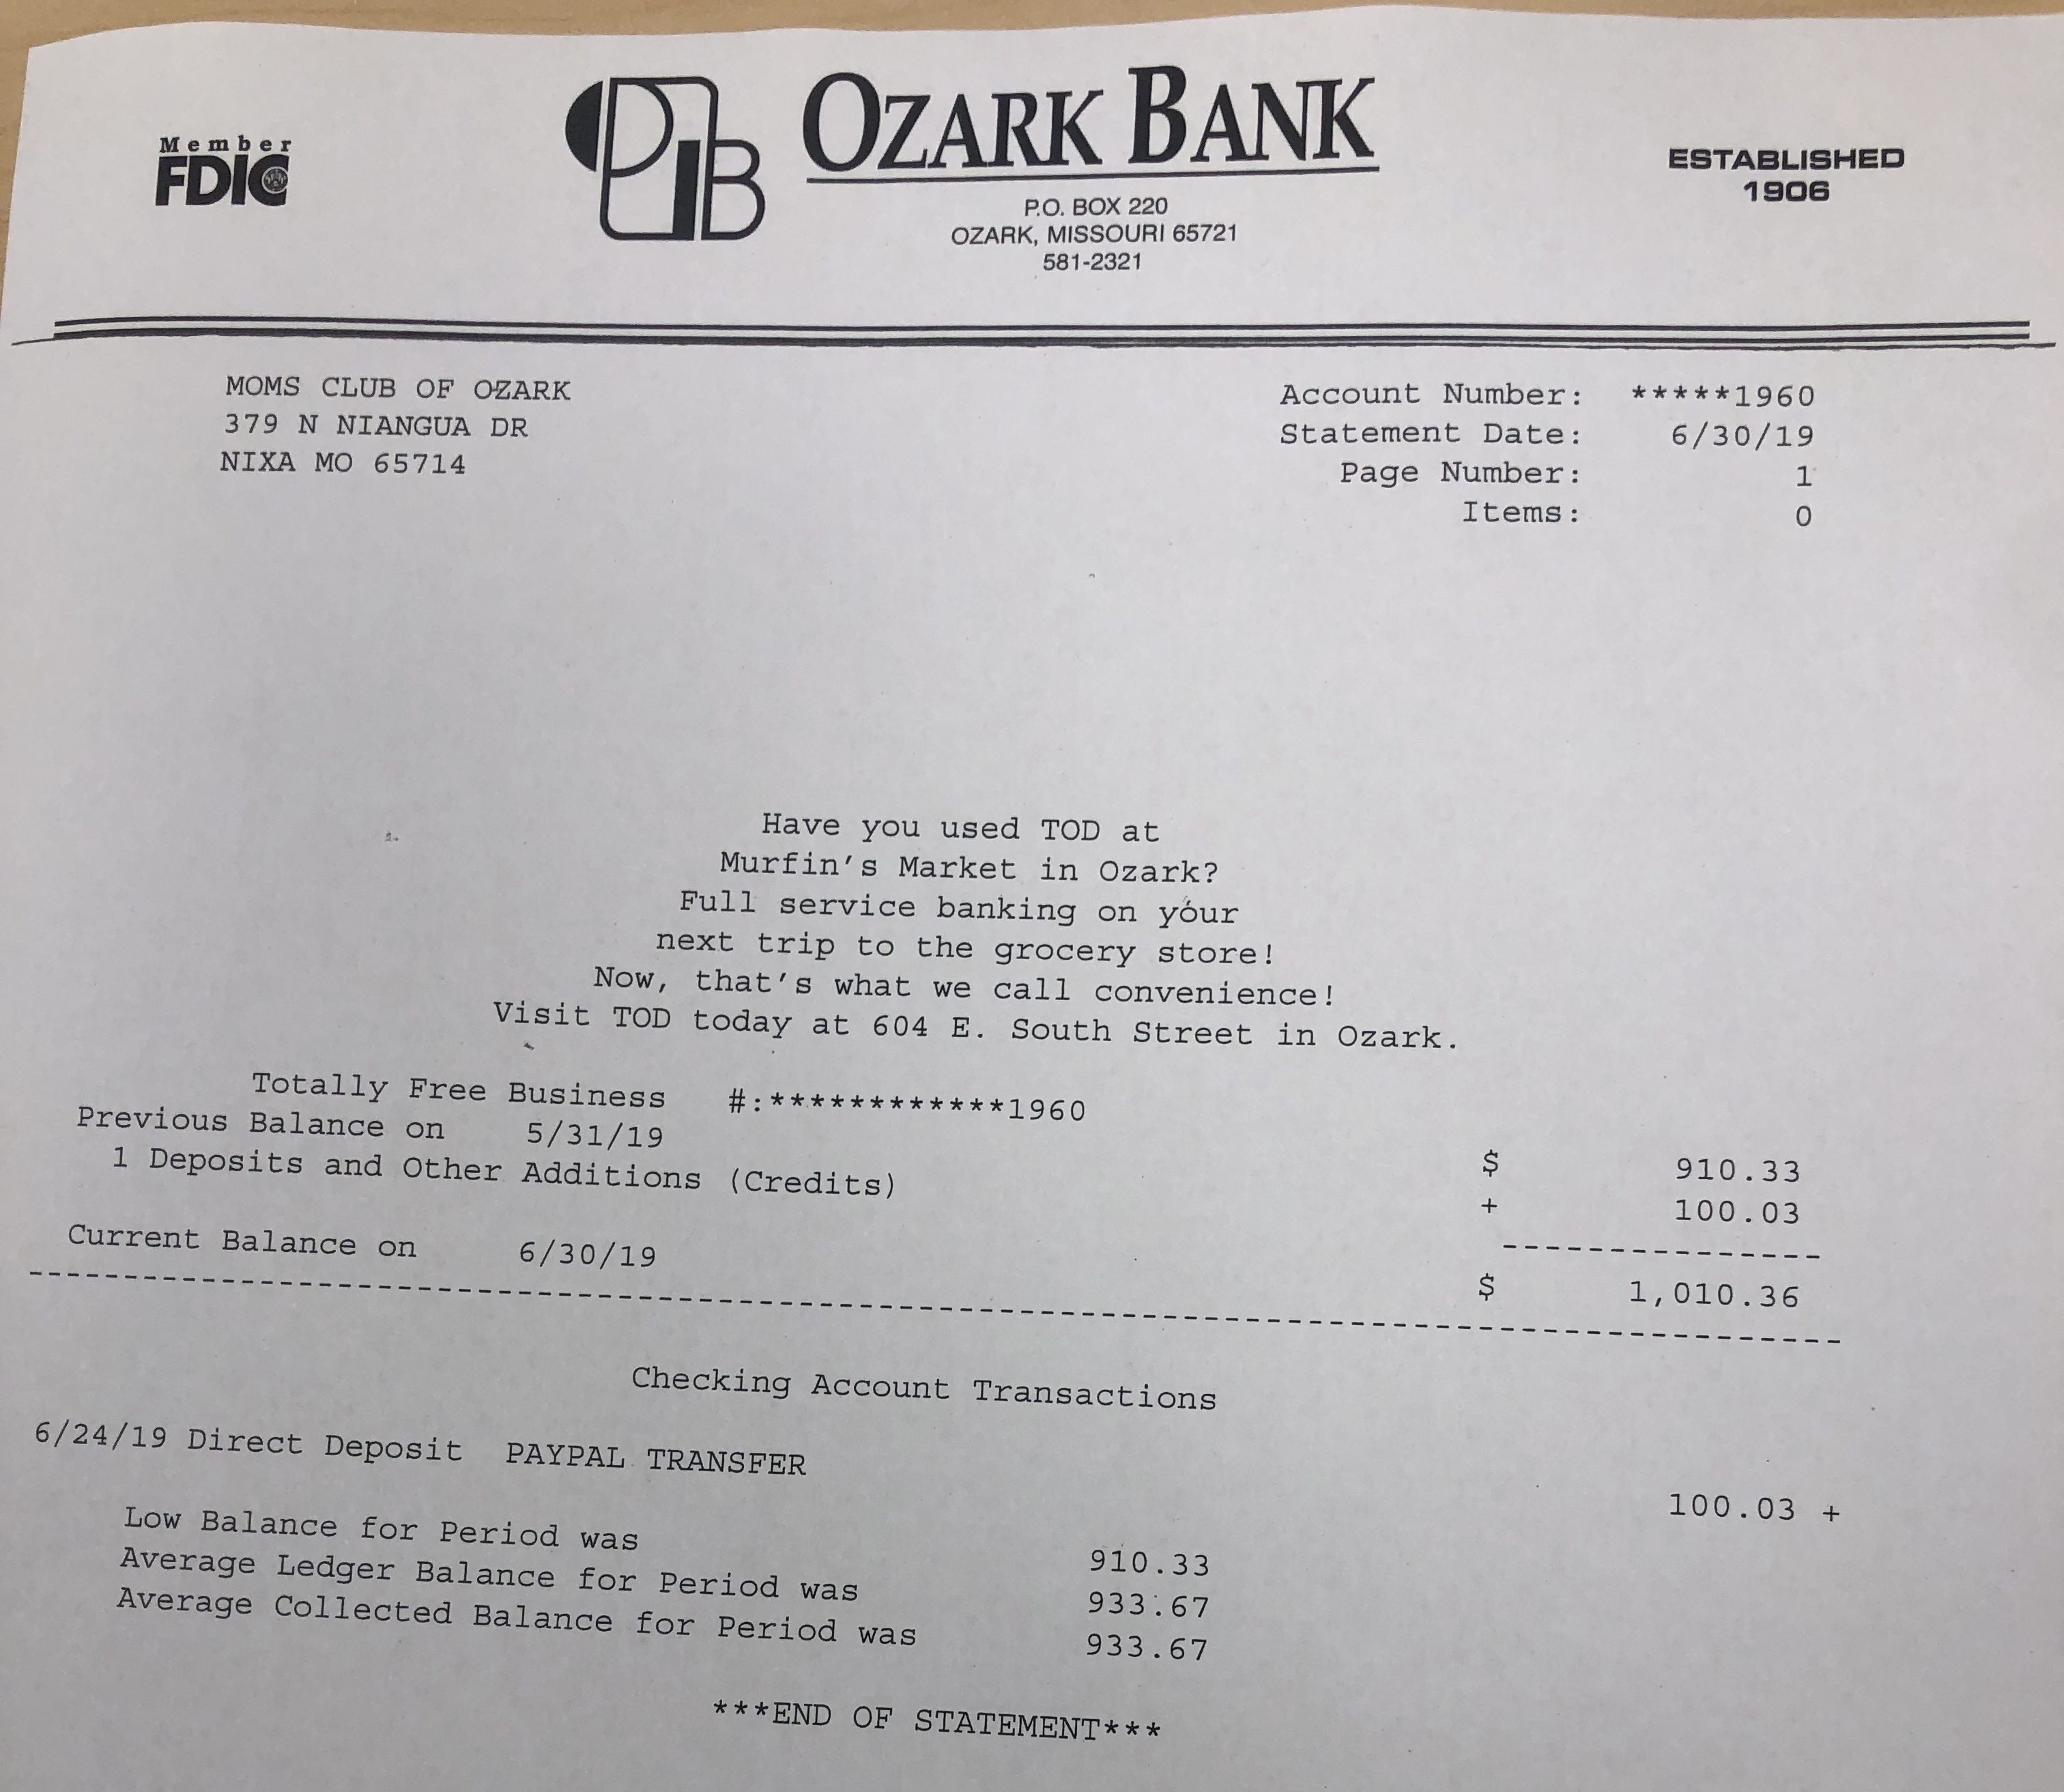 Member
FDIC
OB
OZARK BANK
P.O. BOX 220
OZARK, MISSOURI 65721
581-2321
ESTABLISHED
1906
MOMS CLUB OF OZARK
379 N NIANGUA DR
NIXA MO 65714
Account Number: *****1960
Statement Date: 6/30/19
Page Number: 1
Items: 0
Have you used TOD at
Murfin's Market in Ozark?
Full service banking on your
next trip to the grocery store!
Now, that's what we call convenience!
Visit TOD today at 604 E. South Street in Ozark.
Totally Free Business #:************1960
Previous Balance on 5/31/19 $ 910.33
1 Deposits and Other Additions (Credits) + 100.03
--------------
Current Balance on 6/30/19 $ 1,010.36
Checking Account Transactions
6/24/19 Direct Deposit PAYPAL TRANSFER 100.03 +
Low Balance for Period was 910.33
Average Ledger Balance for Period was 933.67
Average Collected Balance for Period was 933.67
***END OF STATEMENT***